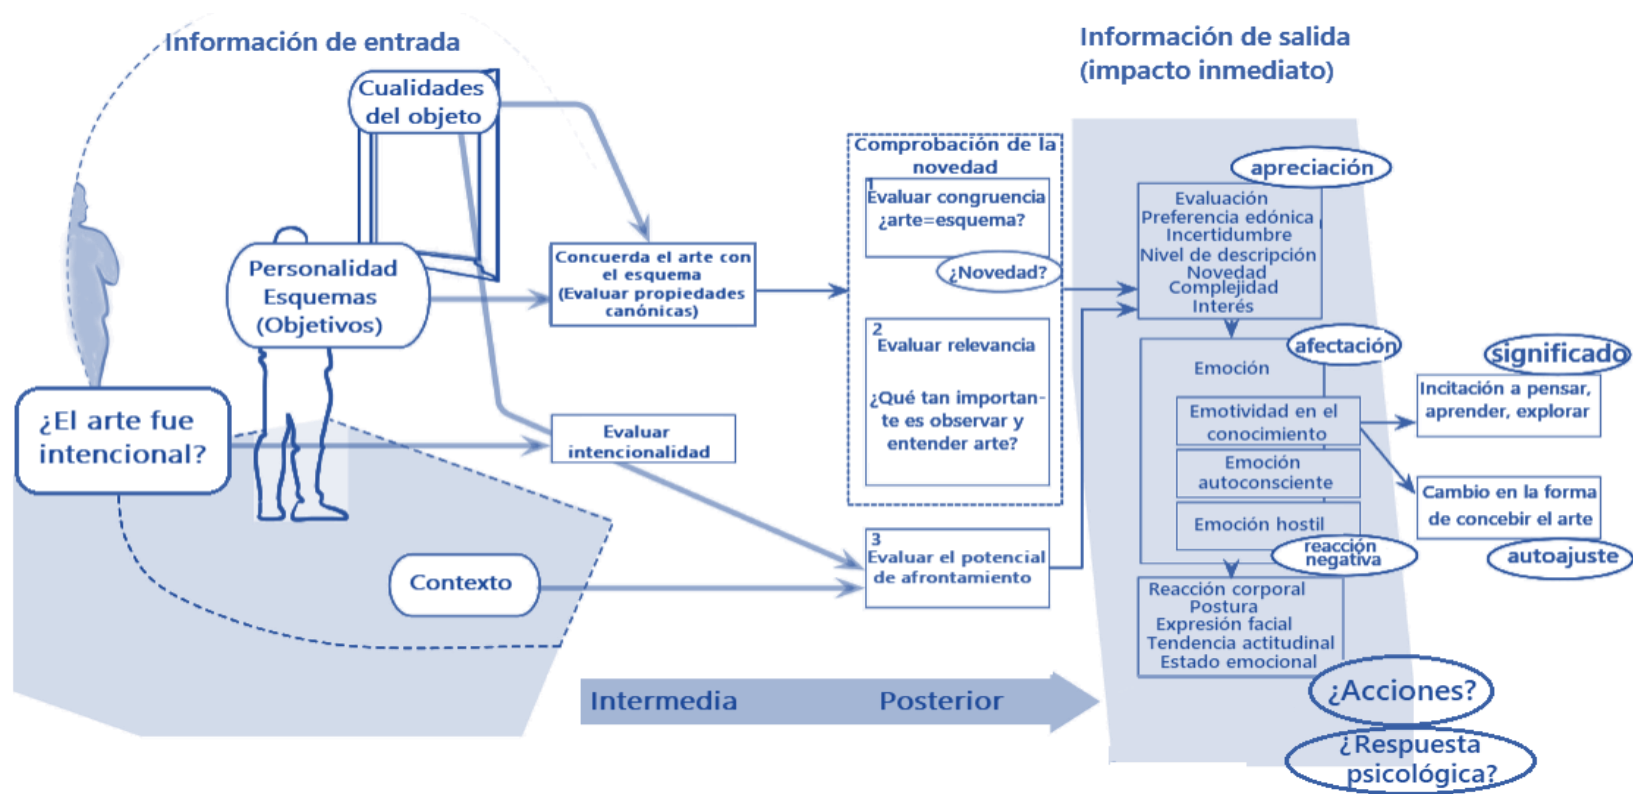 Información de entrada
Cualidades
del objeto
Personalidad
Esquemas
(Objetivos)
¿El arte fue
intencional?
Contexto
Concuerda el arte con
el esquema
(Evaluar propiedades
canónicas)
Evaluar
intencionalidad
Comprobación de la
novedad
1
Evaluar congruencia
¿arte=esquema?
¿Novedad?
2
Evaluar relevancia
¿Qué tan importan-
te es observar y
entender arte?
3
Evaluar el potencial
de afrontamiento
Intermedia
Posterior
Información de salida
(impacto inmediato)
apreciación
Evaluación
Preferencia edónica
Incertidumbre
Nivel de descripción
Novedad
Complejidad
Interés
afectación
Emoción
Emotividad en el
conocimiento
Emoción
autoconsciente
Emoción hostil
reacción
negativa
Reacción corporal
Postura
Expresión facial
Tendencia actitudinal
Estado emocional
¿Acciones?
¿Respuesta
psicológica?
significado
Incitación a pensar,
aprender, explorar
Cambio en la forma
de concebir el arte
autoajuste